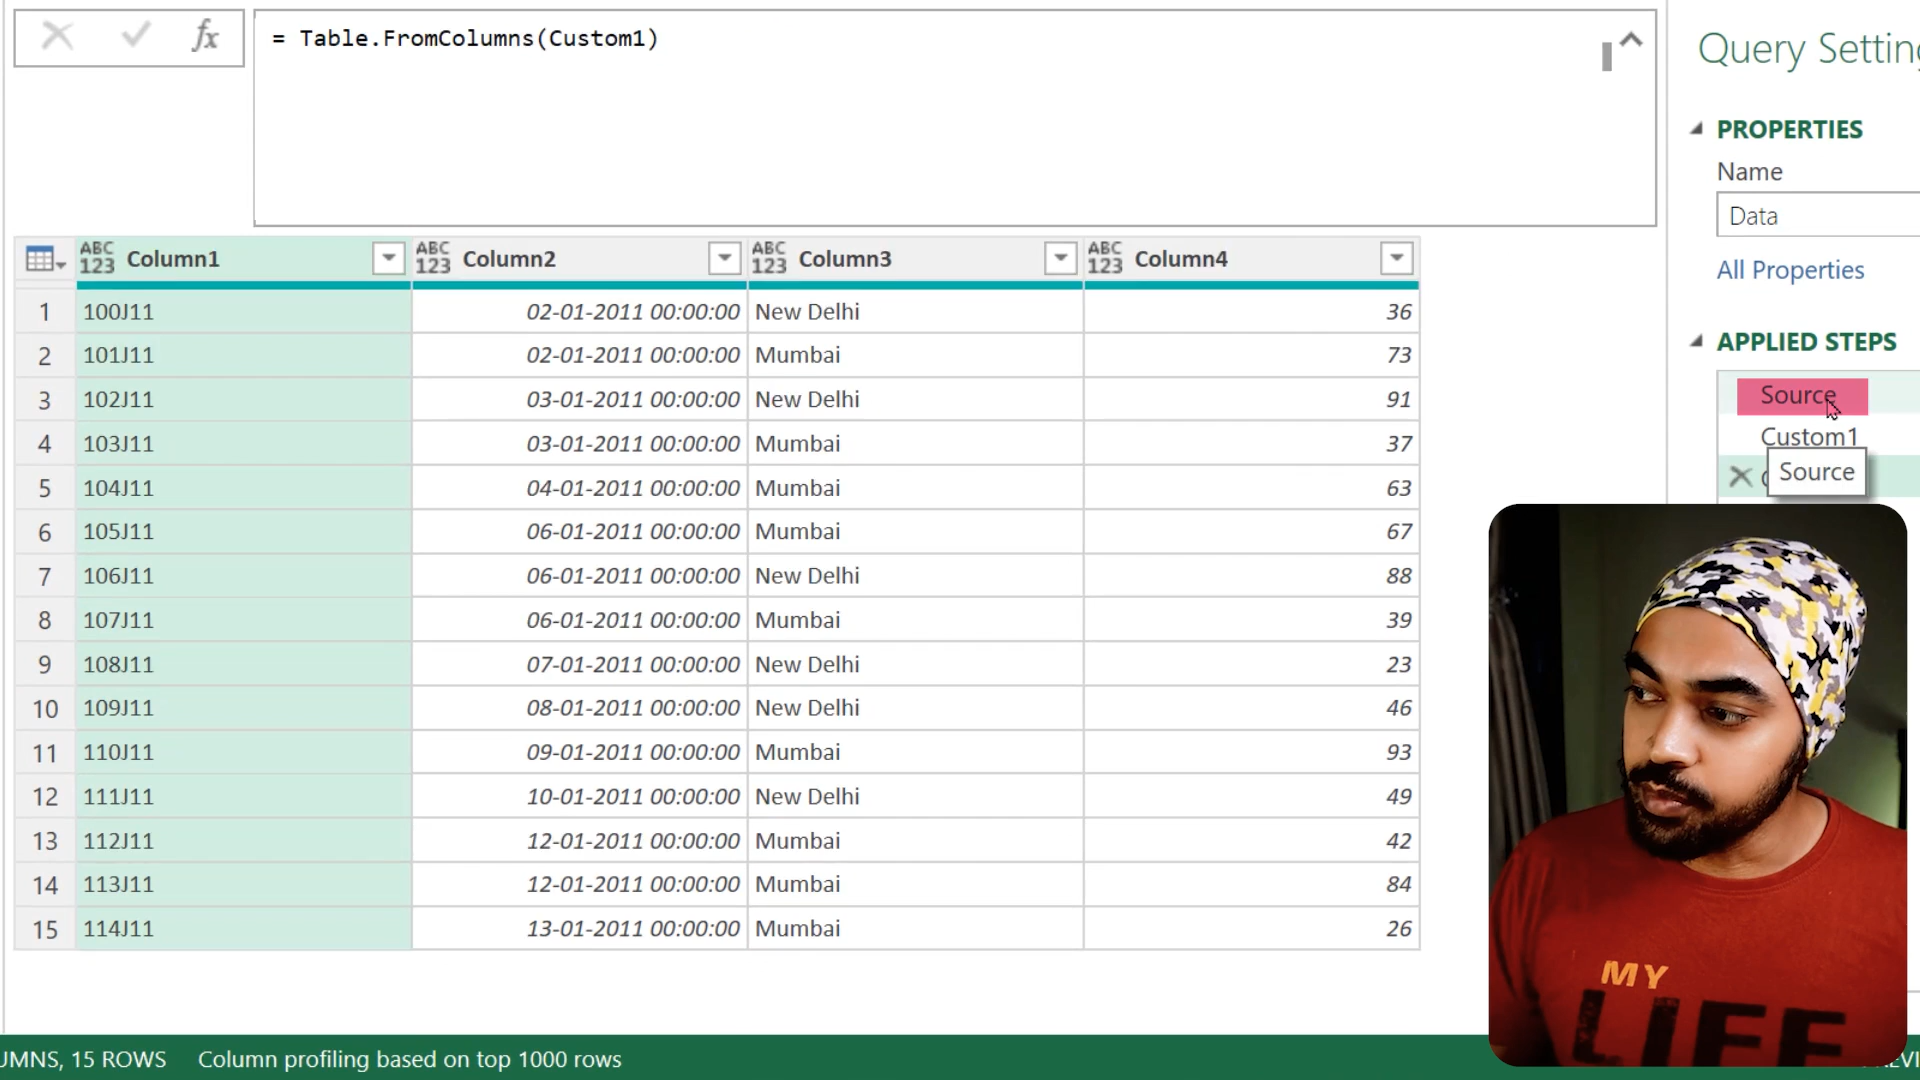 fx = Table.FromColumns(Custom1)
Query Settin
PROPERTIES
Name
Data
All Properties
APPLIED STEPS
Source
Custom1
Source
ABC 123 Column1 ABC 123 Column2 ABC 123 Column3 ABC 123 Column4
1 100J11 02-01-2011 00:00:00 New Delhi 36
2 101J11 02-01-2011 00:00:00 Mumbai 73
3 102J11 03-01-2011 00:00:00 New Delhi 91
4 103J11 03-01-2011 00:00:00 Mumbai 37
5 104J11 04-01-2011 00:00:00 Mumbai 63
6 105J11 06-01-2011 00:00:00 Mumbai 67
7 106J11 06-01-2011 00:00:00 New Delhi 88
8 107J11 06-01-2011 00:00:00 Mumbai 39
9 108J11 07-01-2011 00:00:00 New Delhi 23
10 109J11 08-01-2011 00:00:00 New Delhi 46
11 110J11 09-01-2011 00:00:00 Mumbai 93
12 111J11 10-01-2011 00:00:00 New Delhi 49
13 112J11 12-01-2011 00:00:00 Mumbai 42
14 113J11 12-01-2011 00:00:00 Mumbai 84
15 114J11 13-01-2011 00:00:00 Mumbai 26
MY
LIFE
UMNS, 15 ROWS Column profiling based on top 1000 rows